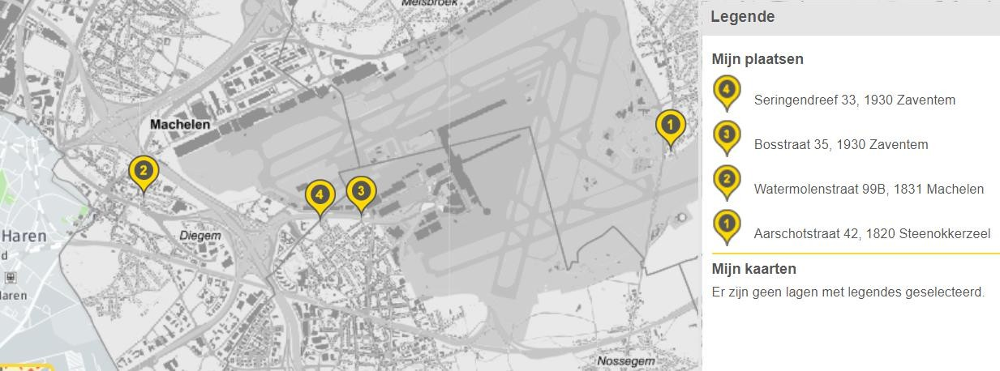 Melsbroek
Machelen
1
2
4
3
Diegem
Haren
d
Haren
Nossegem
Legende
Mijn plaatsen
4 Seringendreef 33, 1930 Zaventem
3 Bosstraat 35, 1930 Zaventem
2 Watermolenstraat 99B, 1831 Machelen
1 Aarschotstraat 42, 1820 Steenokkerzeel
Mijn kaarten
Er zijn geen lagen met legendes geselecteerd.